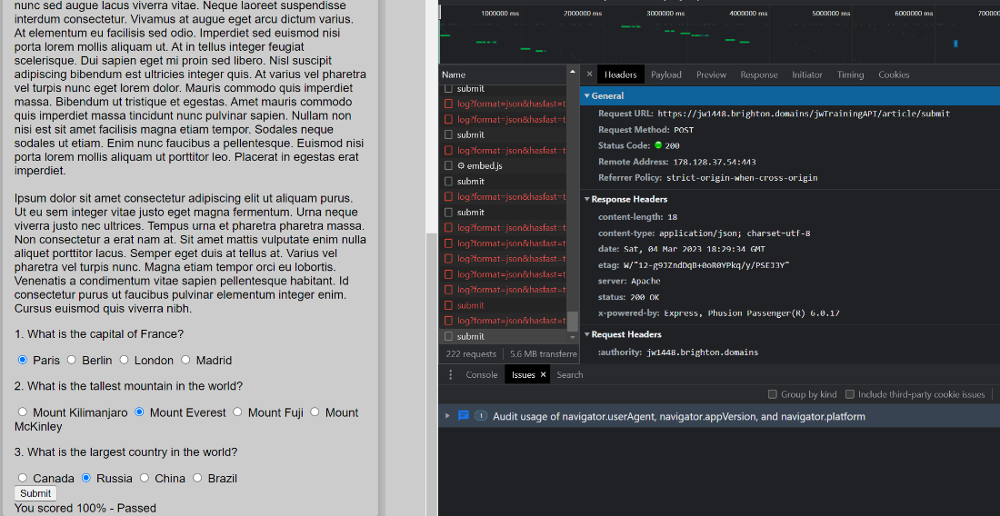 nunc sed augue lacus viverra vitae. Neque laoreet suspendisse
interdum consectetur. Vivamus at augue eget arcu dictum varius.
At elementum eu facilisis sed odio. Imperdiet sed euismod nisi
porta lorem mollis aliquam ut. At in tellus integer feugiat
scelerisque. Dui sapien eget mi proin sed libero. Nisl suscipit
adipiscing bibendum est ultricies integer quis. At varius vel pharetra
vel turpis nunc eget lorem dolor. Mauris commodo quis imperdiet
massa. Bibendum ut tristique et egestas. Amet mauris commodo
quis imperdiet massa tincidunt nunc pulvinar sapien. Nullam non
nisi est sit amet facilisis magna etiam tempor. Sodales neque
sodales ut etiam. Enim nunc faucibus a pellentesque. Euismod nisi
porta lorem mollis aliquam ut porttitor leo. Placerat in egestas erat
imperdiet.
Ipsum dolor sit amet consectetur adipiscing elit ut aliquam purus.
Ut eu sem integer vitae justo eget magna fermentum. Urna neque
viverra justo nec ultrices. Tempus urna et pharetra pharetra massa.
Non consectetur a erat nam at. Sit amet mattis vulputate enim nulla
aliquet porttitor lacus. Semper eget duis at tellus at. Varius vel
pharetra vel turpis nunc. Magna etiam tempor orci eu lobortis.
Venenatis a condimentum vitae sapien pellentesque habitant. Id
consectetur purus ut faucibus pulvinar elementum integer enim.
Cursus euismod quis viverra nibh.
1. What is the capital of France?
Paris Berlin London Madrid
2. What is the tallest mountain in the world?
Mount Kilimanjaro Mount Everest Mount Fuji Mount
McKinley
3. What is the largest country in the world?
Canada Russia China Brazil
Submit
You scored 100% - Passed
1000000 ms 2000000 ms 3000000 ms 4000000 ms 5000000 ms 6000000 ms 700000
Name
submit
log?format=json&hasfast=t
log?format=json&hasfast=t
submit
log?format=json&hasfast=t
embed.js
submit
log?format=json&hasfast=t
submit
log?format=json&hasfast=t
log?format=json&hasfast=t
log?format=json&hasfast=t
log?format=json&hasfast=t
log?format=json&hasfast=t
submit
log?format=json&hasfast=t
submit
222 requests 5.6 MB transferre
× Headers Payload Preview Response Initiator Timing Cookies
General
Request URL: https://jw1448.brighton.domains/jwTrainingAPI/article/submit
Request Method: POST
Status Code: 200
Remote Address: 178.128.37.54:443
Referrer Policy: strict-origin-when-cross-origin
Response Headers
content-length: 18
content-type: application/json; charset=utf-8
date: Sat, 04 Mar 2023 18:29:34 GMT
etag: W/"12-g9JZndDqB+0oR0YPkq/y/PSEJ3Y"
server: Apache
status: 200 OK
x-powered-by: Express, Phusion Passenger(R) 6.0.17
Request Headers
:authority: jw1448.brighton.domains
Console Issues × Search
Group by kind Include third-party cookie issues
1 Audit usage of navigator.userAgent, navigator.appVersion, and navigator.platform